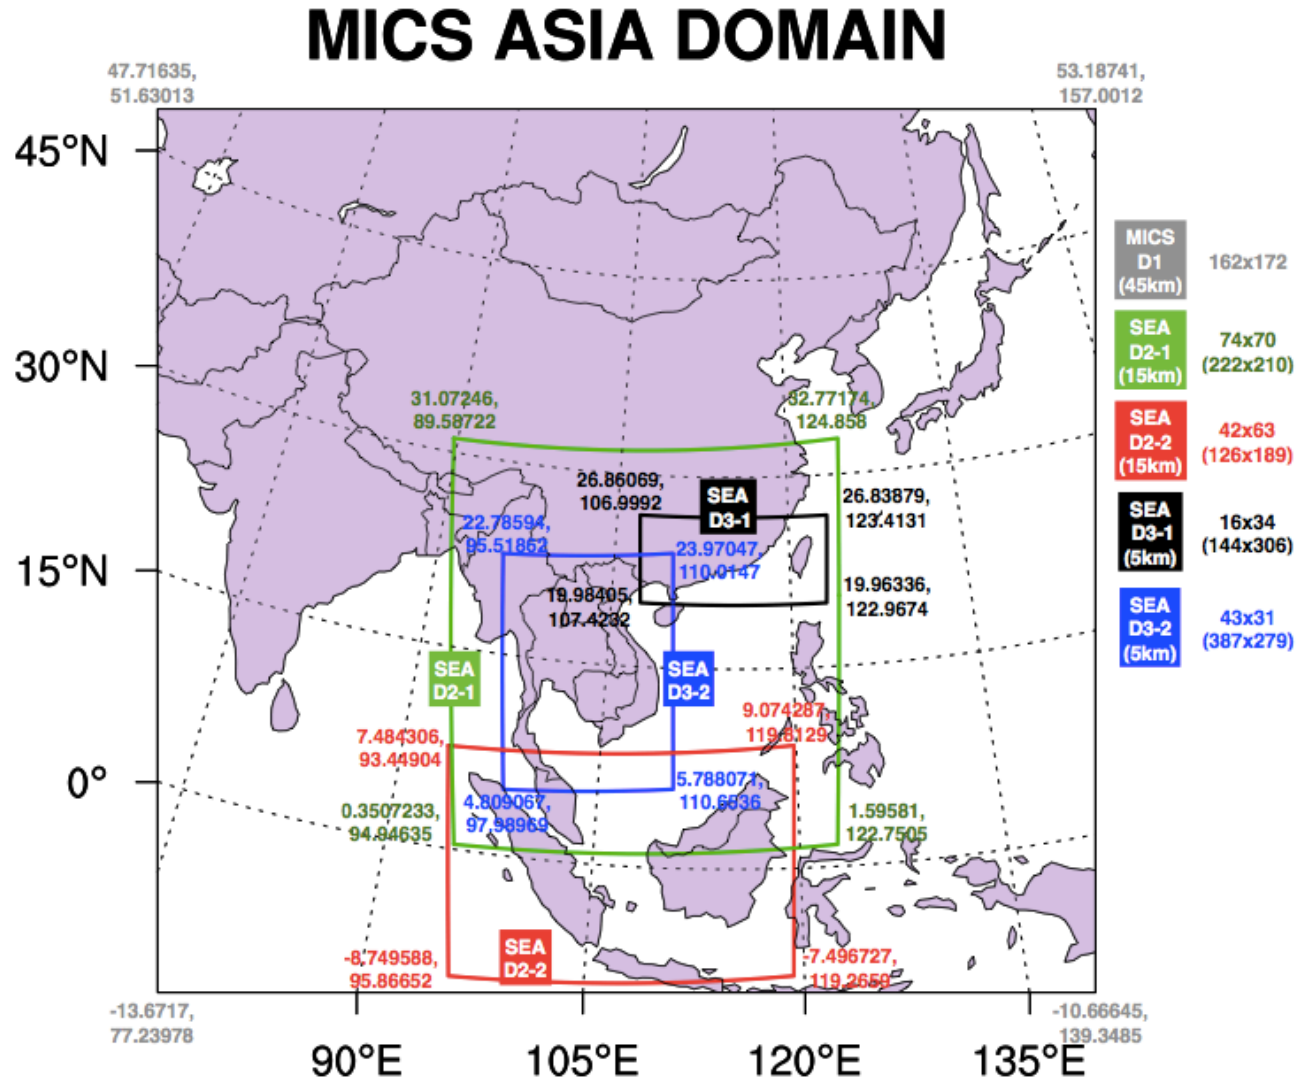 MICS ASIA DOMAIN
47.71635,
51.63013
53.18741,
157.0012
45°N
30°N
15°N
0°
31.07246,
89.58722
32.77174,
124.858
26.86069,
106.9992
SEA
D3-1
26.83879,
123.4131
22.78594,
95.51862
23.97047,
110.0147
19.98405,
107.4232
19.96336,
122.9674
SEA
D2-1
SEA
D3-2
7.484306,
93.44904
9.074287,
119.6129
0.3507233,
94.94635
4.809067,
97.98969
5.788071,
110.6836
1.59581,
122.7505
-8.749588,
95.86652
SEA
D2-2
-7.496727,
119.2659
-13.6717,
77.23978
-10.66645,
139.3485
90°E
105°E
120°E
135°E
MICS
D1
(45km)
162x172
SEA
D2-1
(15km)
74x70
(222x210)
SEA
D2-2
(15km)
42x63
(126x189)
SEA
D3-1
(5km)
16x34
(144x306)
SEA
D3-2
(5km)
43x31
(387x279)